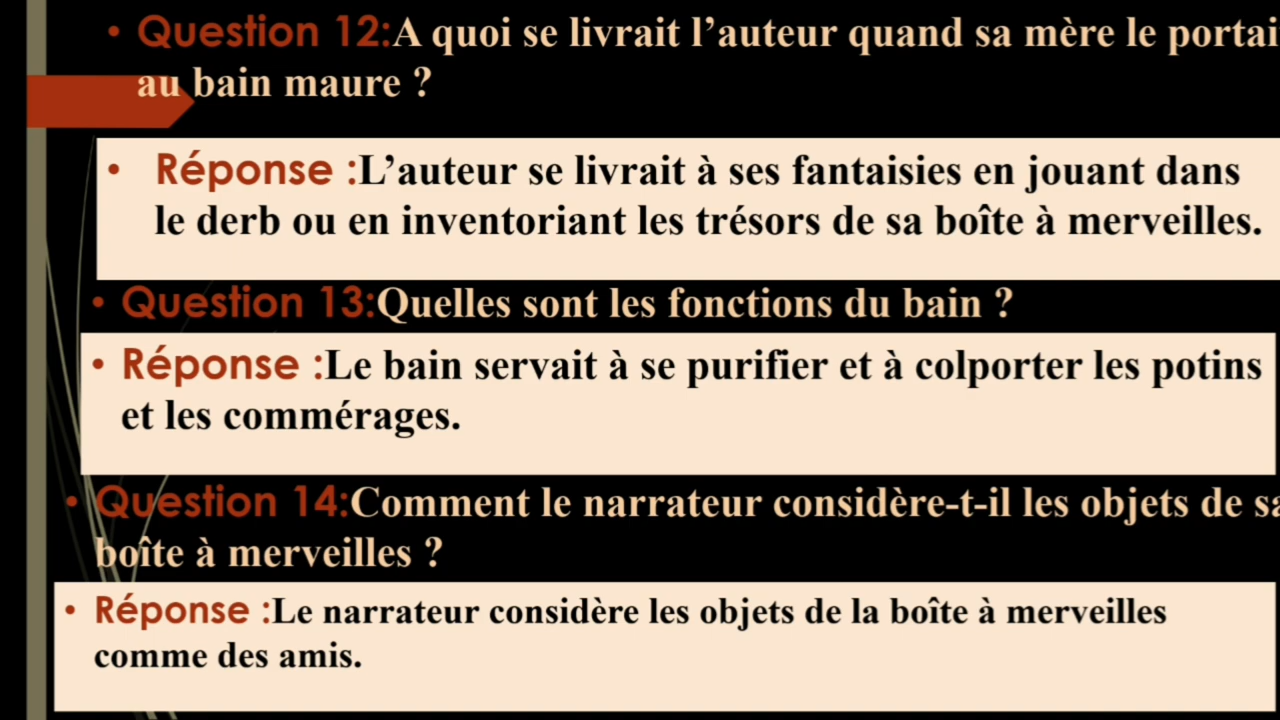 • Question 12:A quoi se livrait l’auteur quand sa mère le portai
au bain maure ?
• Réponse :L’auteur se livrait à ses fantaisies en jouant dans
le derb ou en inventoriant les trésors de sa boîte à merveilles.
• Question 13:Quelles sont les fonctions du bain ?
• Réponse :Le bain servait à se purifier et à colporter les potins
et les commérages.
• Question 14:Comment le narrateur considère-t-il les objets de sa
boîte à merveilles ?
• Réponse :Le narrateur considère les objets de la boîte à merveilles
comme des amis.